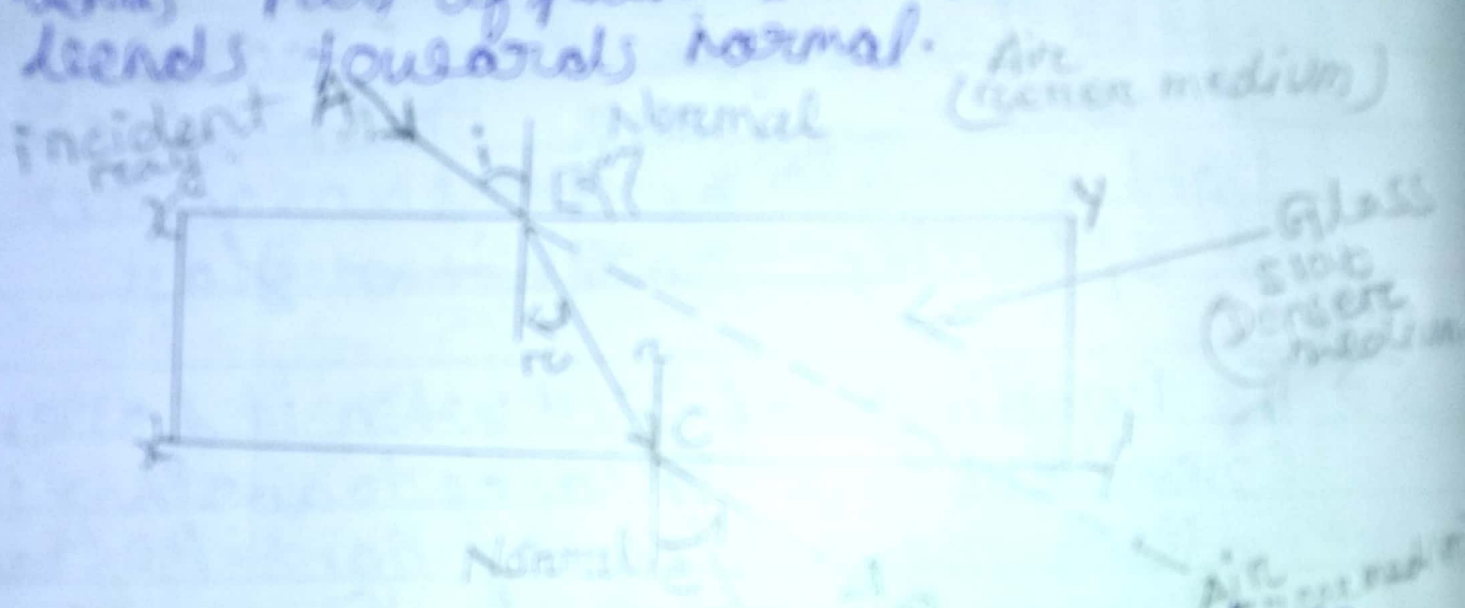 bends towards normal.
Air
(rarer medium)
incident
ray
A
Normal
i
X
Y
Glass
Slab
(Denser
medium
r
C
Normal
e
Air